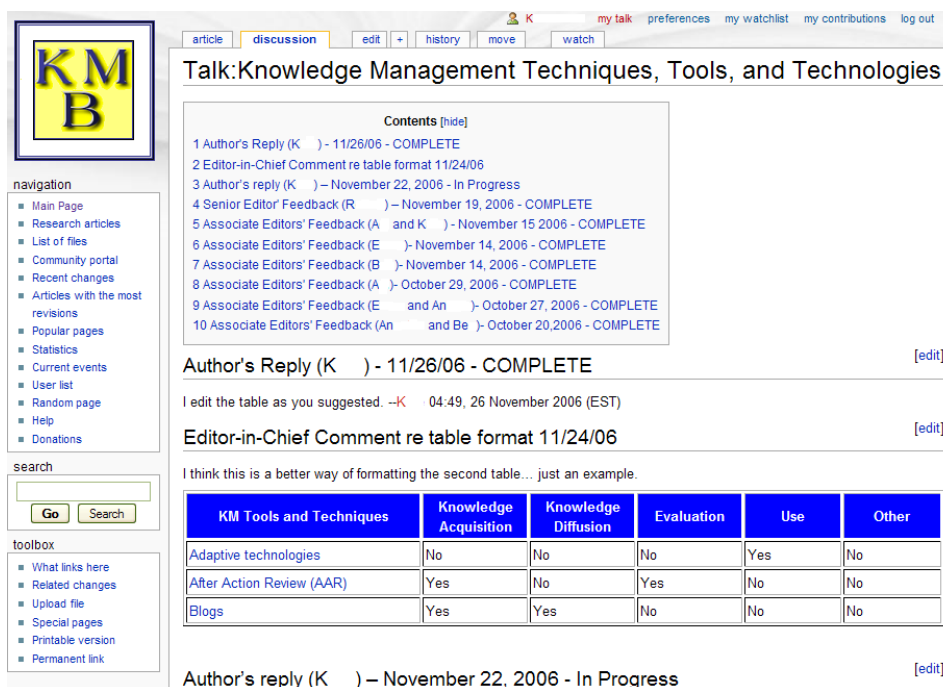 K my talk preferences my watchlist my contributions log out
article discussion edit + history move watch
KM
B
Talk:Knowledge Management Techniques, Tools, and Technologies
Contents [hide]
1 Author's Reply (K ) - 11/26/06 - COMPLETE
2 Editor-in-Chief Comment re table format 11/24/06
3 Author's reply (K ) – November 22, 2006 - In Progress
4 Senior Editor' Feedback (R ) – November 19, 2006 - COMPLETE
5 Associate Editors' Feedback (A and K ) - November 15 2006 - COMPLETE
6 Associate Editors' Feedback (E )- November 14, 2006 - COMPLETE
7 Associate Editors' Feedback (B )- November 14, 2006 - COMPLETE
8 Associate Editors' Feedback (A )- October 29, 2006 - COMPLETE
9 Associate Editors' Feedback (E and An )- October 27, 2006 - COMPLETE
10 Associate Editors' Feedback (An and Be )- October 20,2006 - COMPLETE
navigation
Main Page
Research articles
List of files
Community portal
Recent changes
Articles with the most
revisions
Popular pages
Statistics
Current events
User list
Random page
Help
Donations
search
Go Search
toolbox
What links here
Related changes
Upload file
Special pages
Printable version
Permanent link
Author's Reply (K ) - 11/26/06 - COMPLETE [edit]
I edit the table as you suggested. --K 04:49, 26 November 2006 (EST)
Editor-in-Chief Comment re table format 11/24/06 [edit]
I think this is a better way of formatting the second table... just an example.
KM Tools and Techniques Knowledge Acquisition Knowledge Diffusion Evaluation Use Other
Adaptive technologies No No No Yes No
After Action Review (AAR) Yes No Yes No No
Blogs Yes Yes No No No
Author's reply (K ) – November 22, 2006 - In Progress [edit]